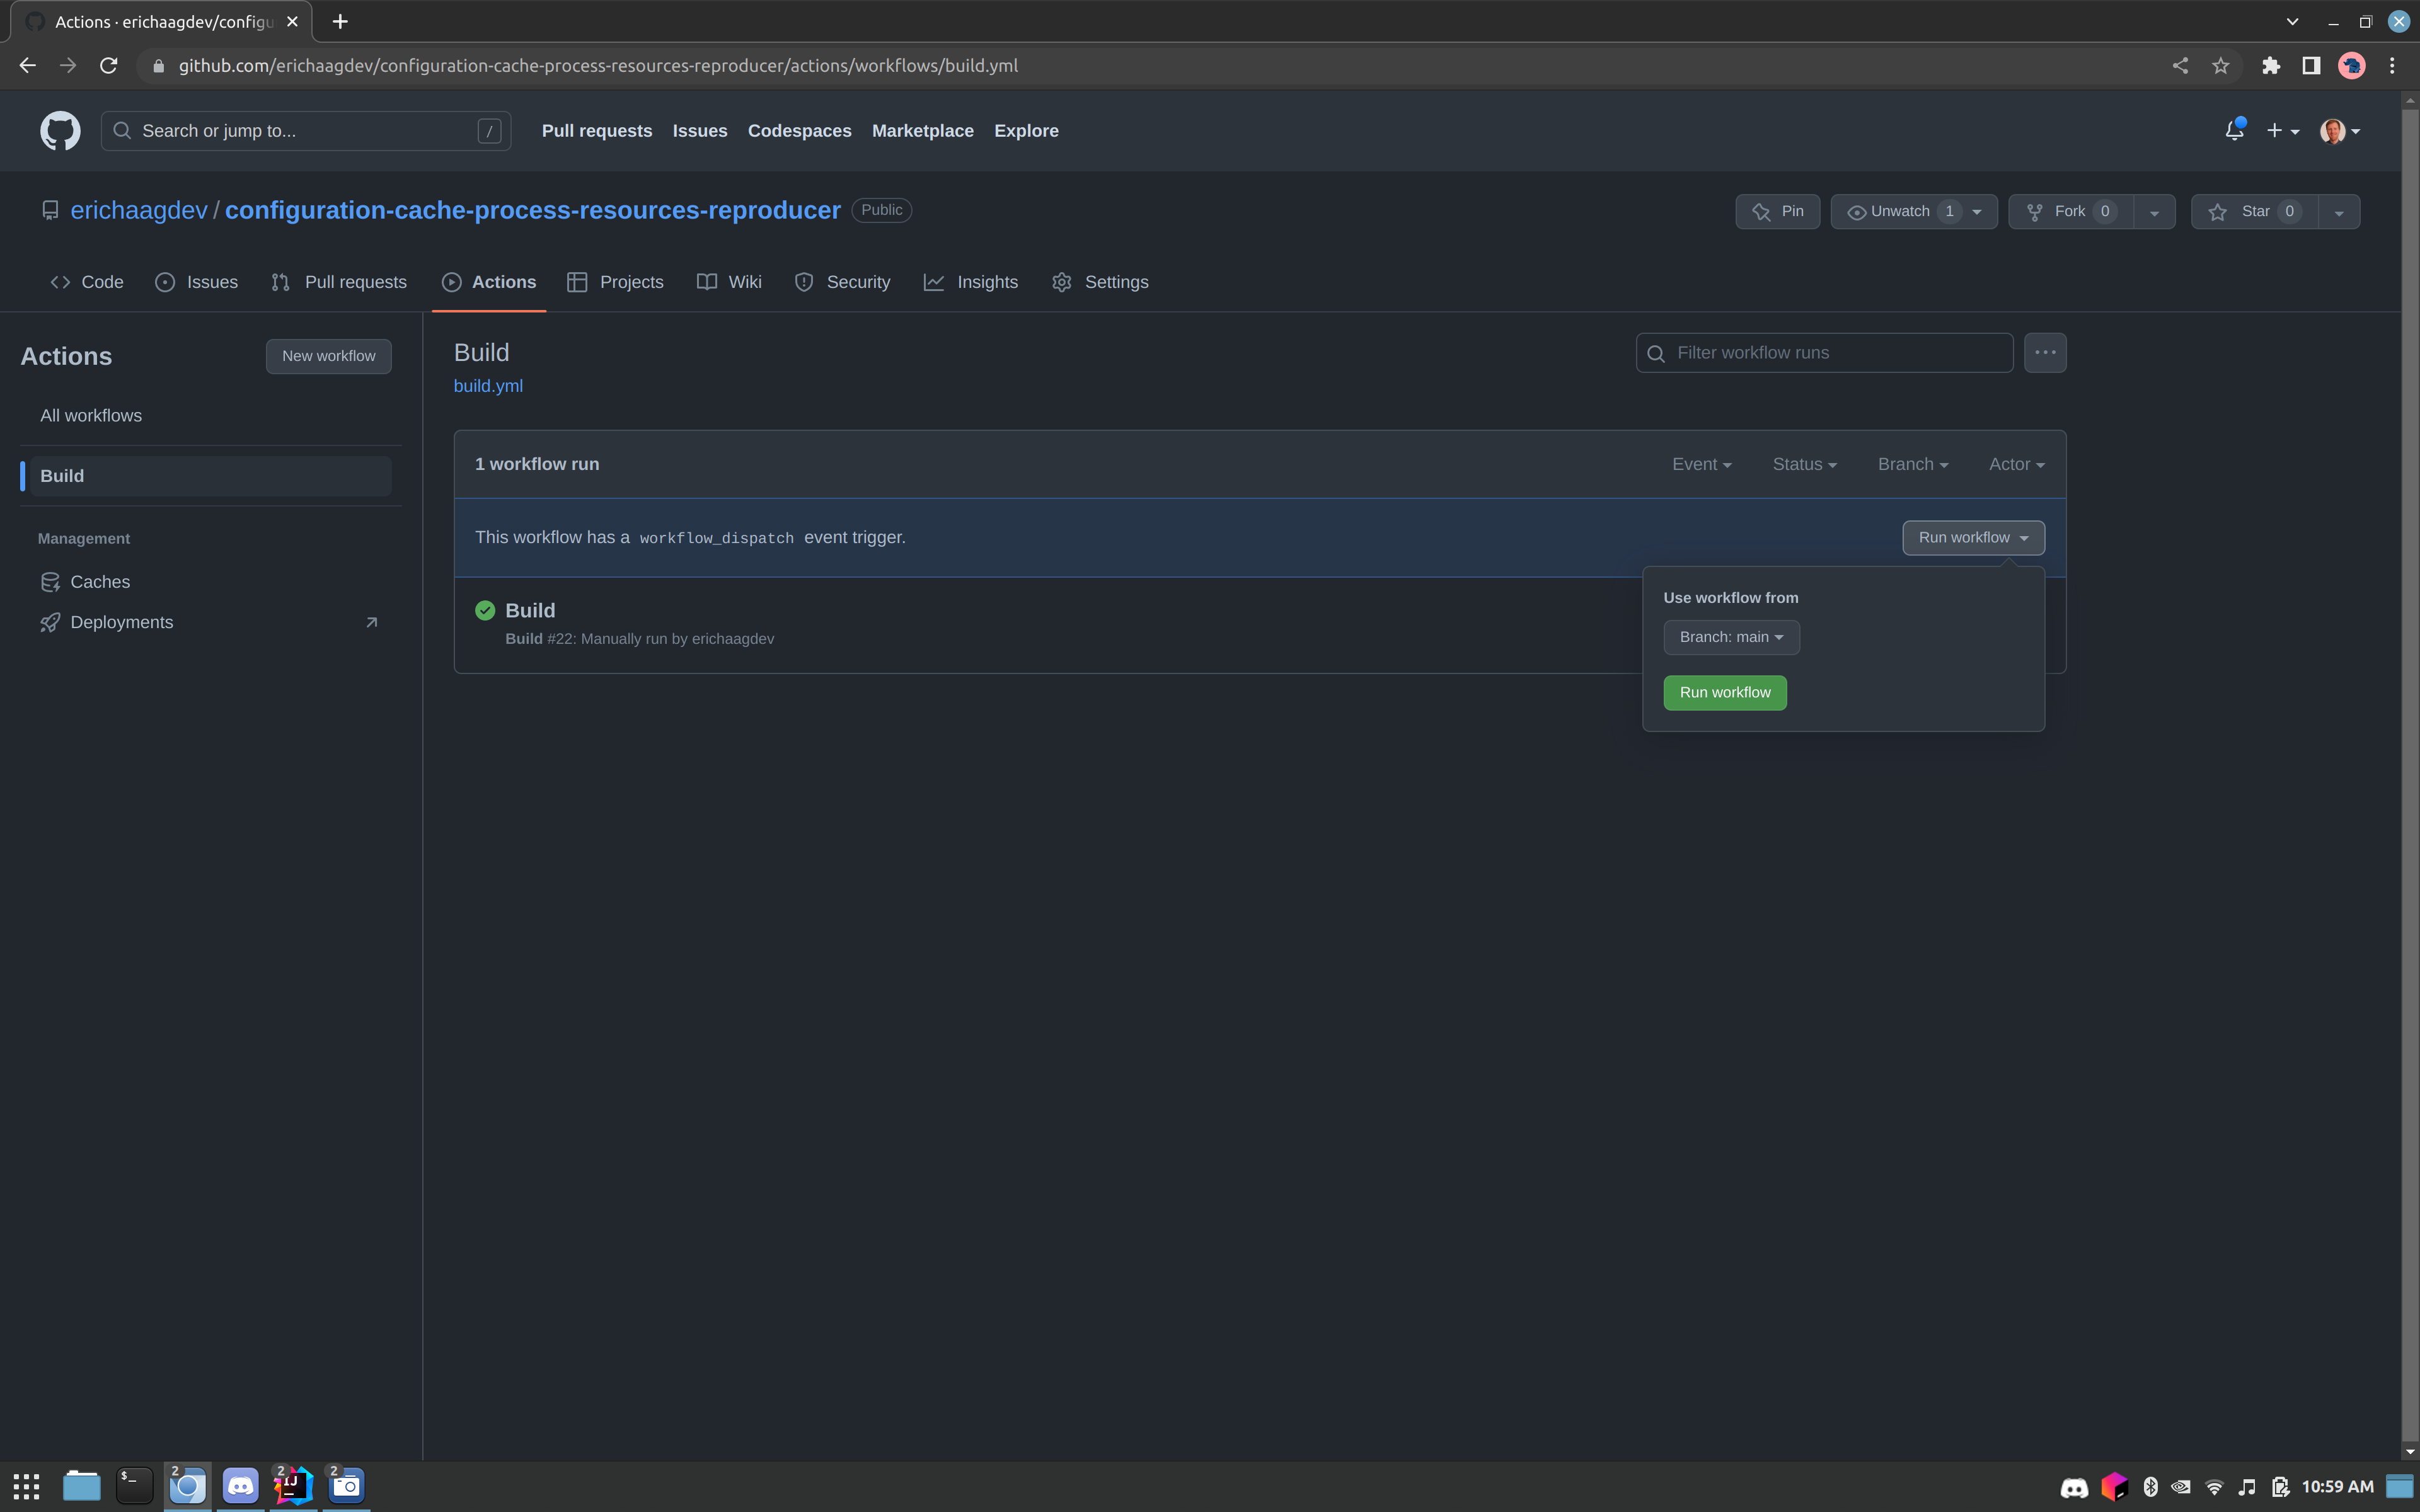 Actions · erichaagdev/configu
github.com/erichaagdev/configuration-cache-process-resources-reproducer/actions/workflows/build.yml
Search or jump to... /
Pull requests Issues Codespaces Marketplace Explore
erichaagdev / configuration-cache-process-resources-reproducer Public
Pin Unwatch 1 Fork 0 Star 0
Code Issues Pull requests Actions Projects Wiki Security Insights Settings
Actions New workflow
All workflows
Build
Management
Caches
Deployments
Build
build.yml
Filter workflow runs
1 workflow run Event Status Branch Actor
This workflow has a workflow_dispatch event trigger. Run workflow
Build
Build #22: Manually run by erichaagdev
Use workflow from
Branch: main
Run workflow
$_ 2 2 IJ 2 10:59 AM